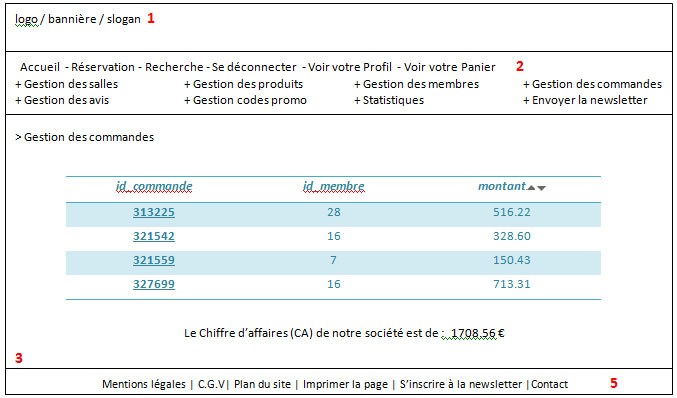 logo / bannière / slogan 1
Accueil - Réservation - Recherche - Se déconnecter - Voir votre Profil - Voir votre Panier 2
+ Gestion des salles + Gestion des produits + Gestion des membres + Gestion des commandes
+ Gestion des avis + Gestion codes promo + Statistiques + Envoyer la newsletter
> Gestion des commandes
id_commande id_membre montant
313225 28 516.22
321542 16 328.60
321559 7 150.43
327699 16 713.31
Le Chiffre d’affaires (CA) de notre société est de : 1708.56 €
3
Mentions légales | C.G.V| Plan du site | Imprimer la page | S’inscrire à la newsletter |Contact 5